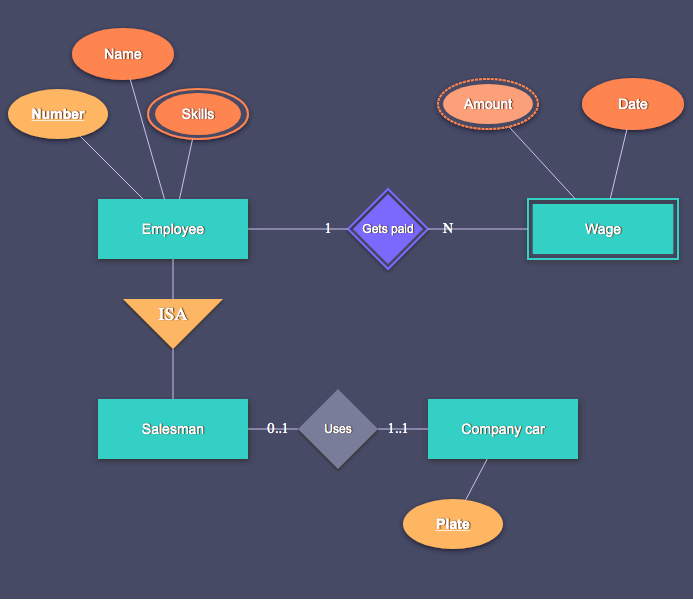 Name
Number
Skills
Amount
Date
Employee
1
Gets paid
N
Wage
ISA
Salesman
0..1
Uses
1..1
Company car
Plate